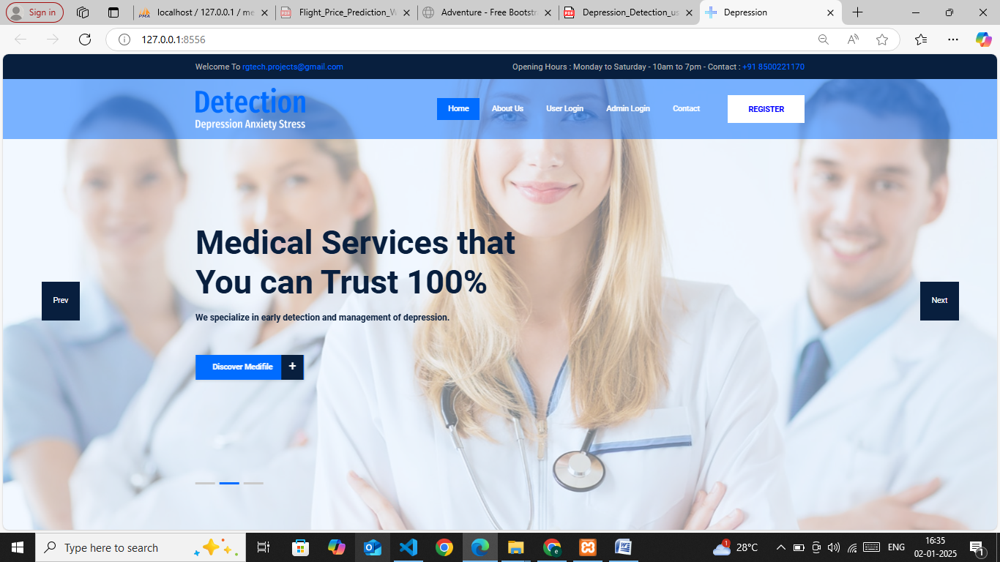 Sign in
localhost / 127.0.0.1 / me
Flight_Price_Prediction_W
Adventure - Free Bootstra
Depression_Detection_us
Depression
127.0.0.1:8556
Welcome To rgtech.projects@gmail.com
Opening Hours : Monday to Saturday - 10am to 7pm - Contact : +91 8500221170
Detection
Depression Anxiety Stress
Home
About Us
User Login
Admin Login
Contact
REGISTER
Medical Services that
You can Trust 100%
We specialize in early detection and management of depression.
Prev
Next
Discover Medifile +
Type here to search
28°C
ENG
16:35
02-01-2025